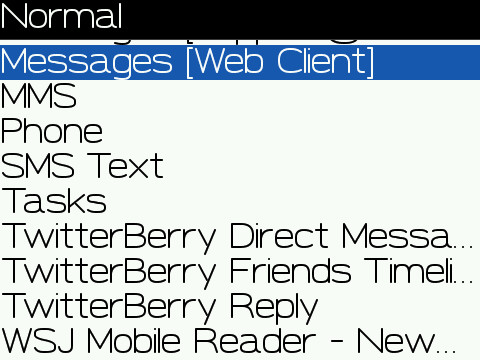 Normal
Messages [Web Client]
MMS
Phone
SMS Text
Tasks
TwitterBerry Direct Messa...
TwitterBerry Friends Timeli...
TwitterBerry Reply
WSJ Mobile Reader - New...